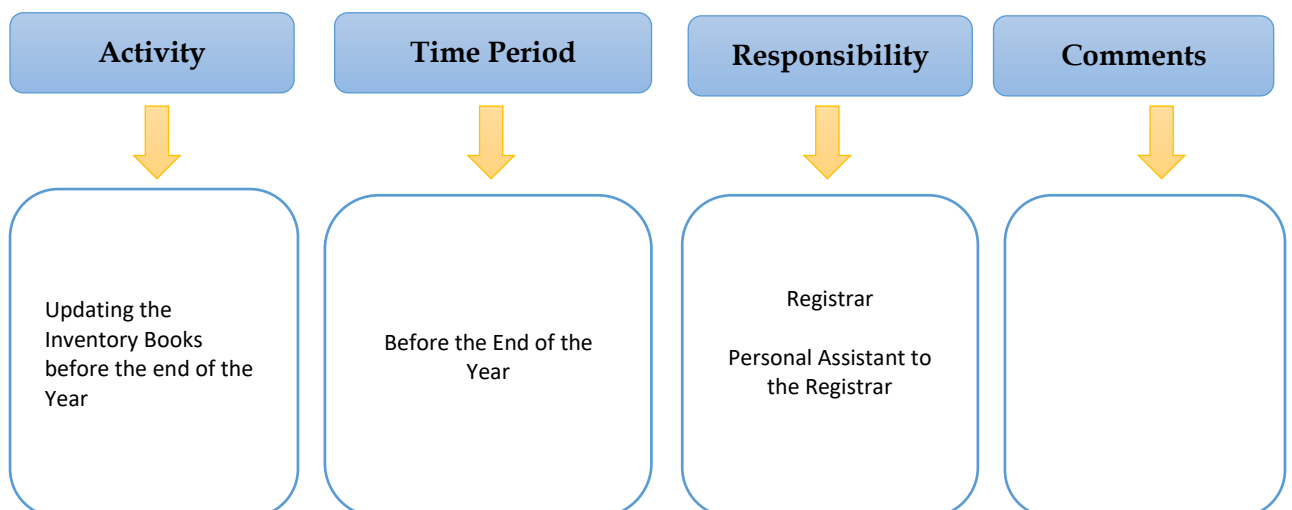 Activity
Time Period
Responsibility
Comments
Updating the
Inventory Books
before the end of the
Year
Before the End of the
Year
Registrar
Personal Assistant to
the Registrar